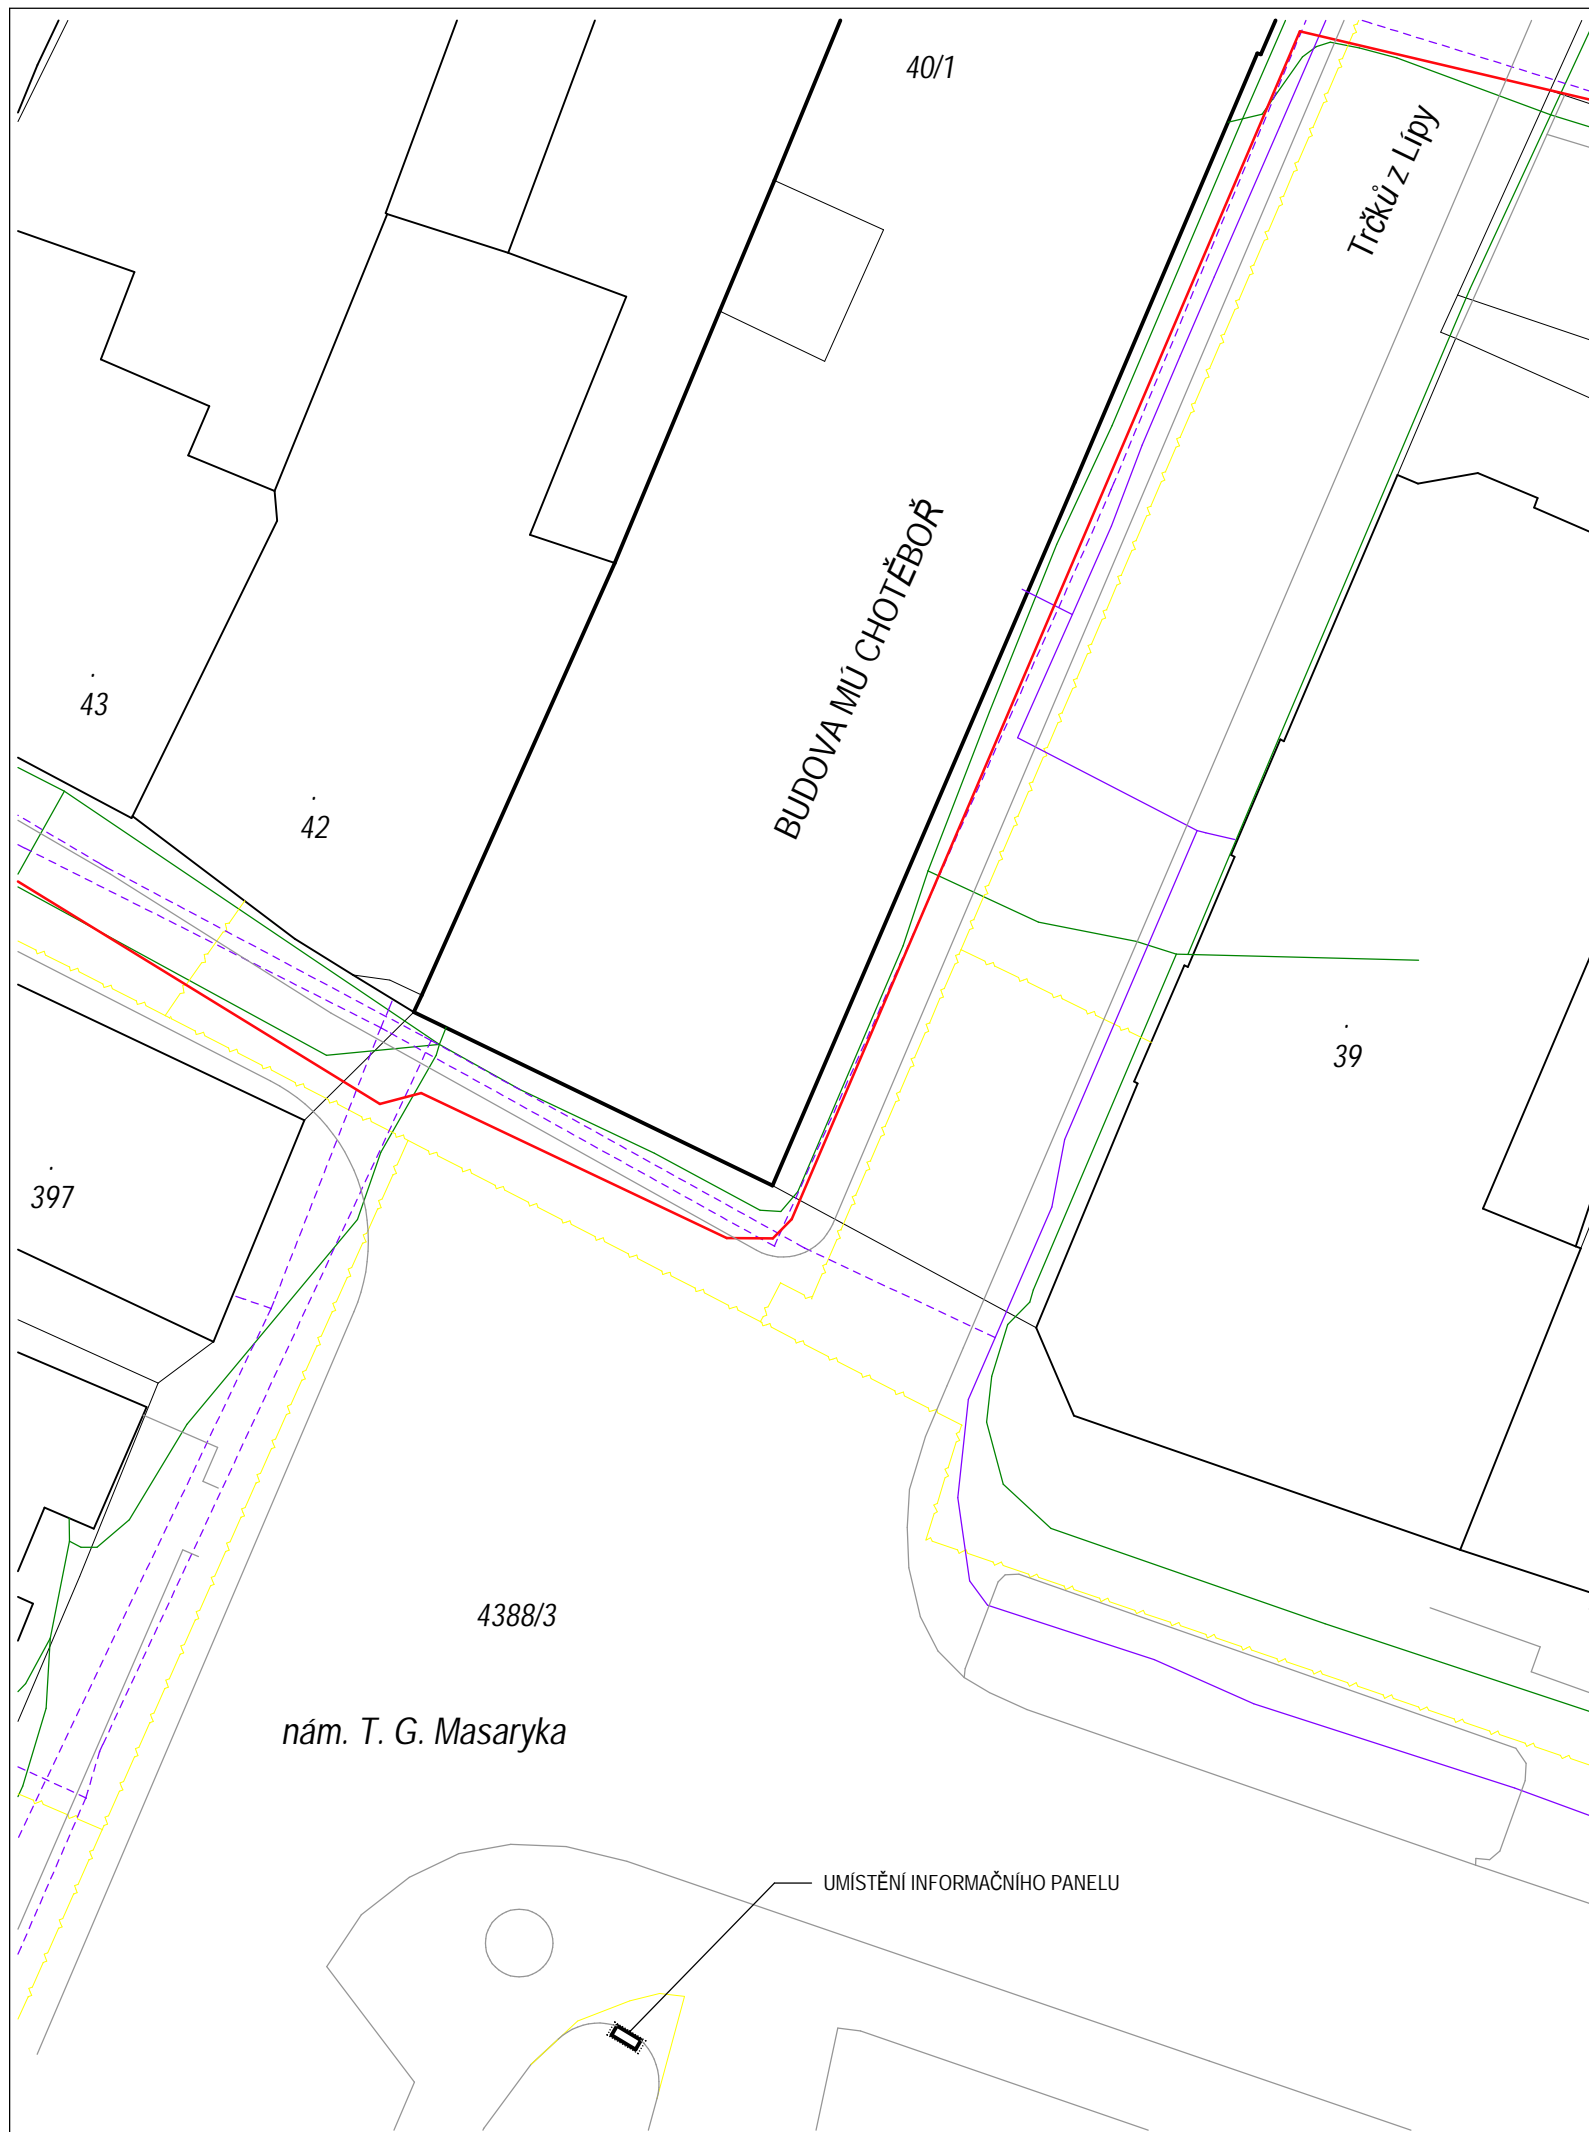 40/1
Trčků z Lípy
BUDOVA MÚ CHOTĚBOŘ
43
42
39
397
4388/3
nám. T. G. Masaryka
UMÍSTĚNÍ INFORMAČNÍHO PANELU